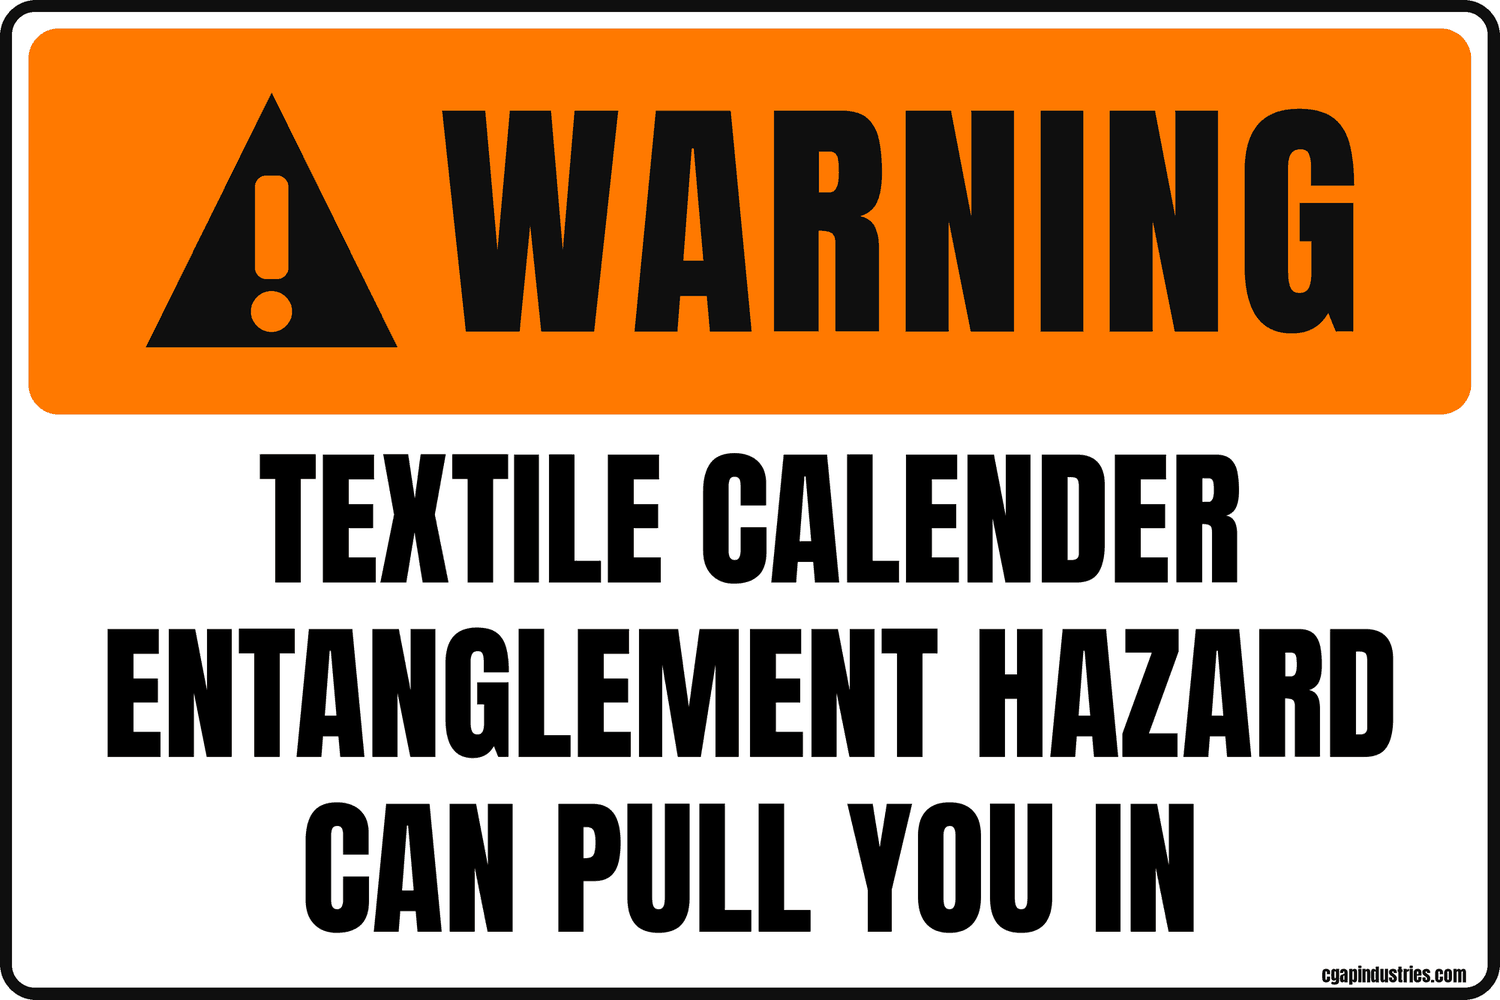 WARNING
TEXTILE CALENDER
ENTANGLEMENT HAZARD
CAN PULL YOU IN
cgapindustries.com